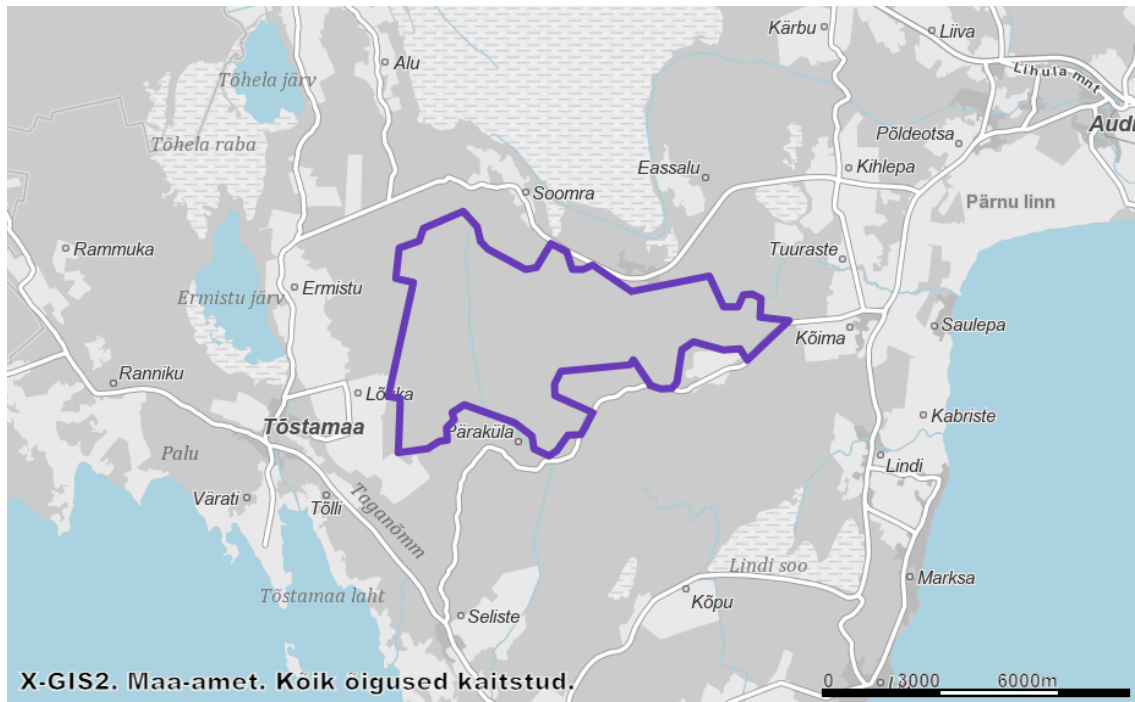 Kärbu
Liiva
Alu
Tõhela järv
Lihula mnt
Tõhela raba
Põldeotsa
Audr
Eassalu
Kihlepa
Soomra
Pärnu linn
Rammuka
Tuuraste
Ermistu järv
Ermistu
Kõima
Saulepa
Ranniku
Lõuka
Tõstamaa
Kabriste
Päraküla
Palu
Lindi
Värati
Tõlli
Taganõmm
Lindi soo
Marksa
Tõstamaa laht
Kõpu
Seliste
X-GIS2. Maa-amet. Kõik õigused kaitstud.
0 3000 6000m